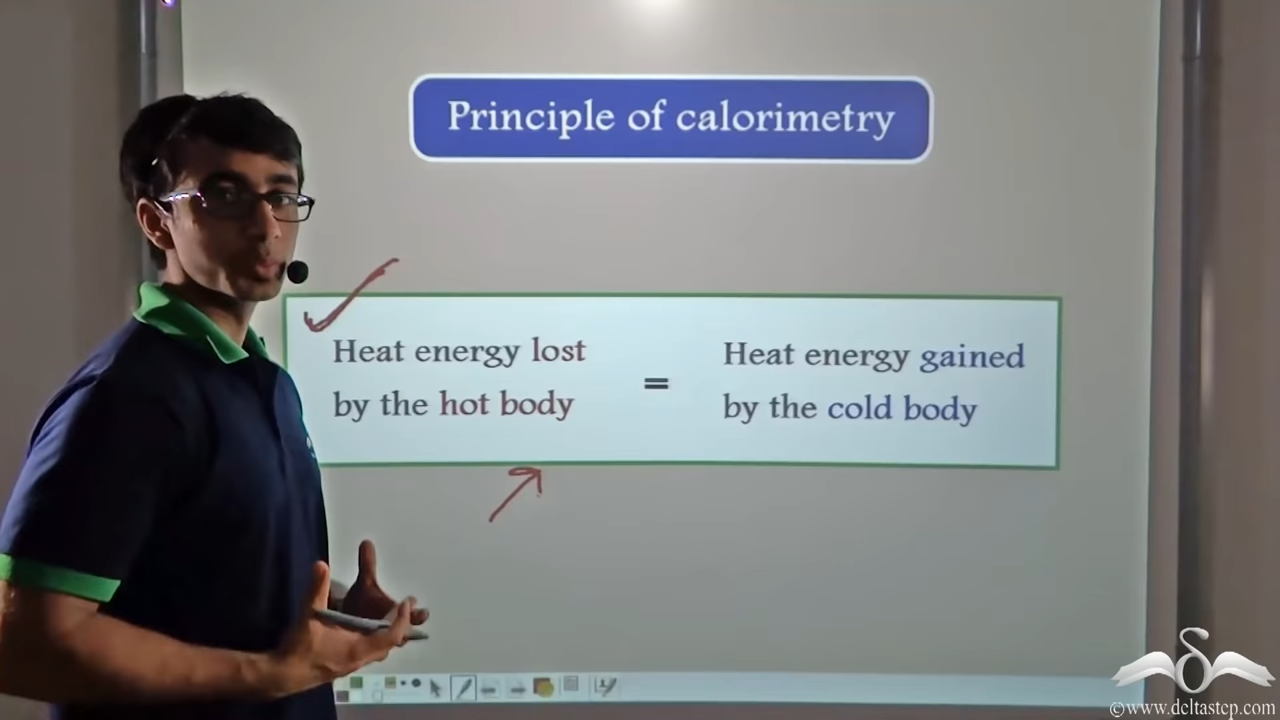 Principle of calorimetry
Heat energy lost
by the hot body
=
Heat energy gained
by the cold body
©www.deltastep.com